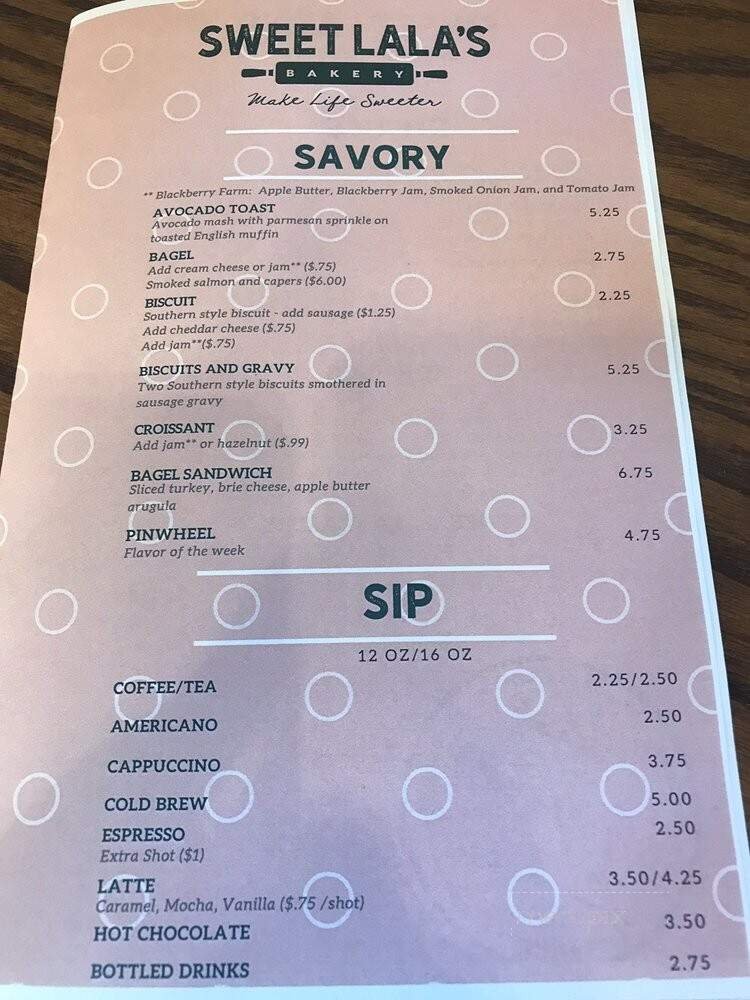 SWEET LALA'S
BAKERY
Make Life Sweeter
SAVORY
** Blackberry Farm: Apple Butter, Blackberry Jam, Smoked Onion Jam, and Tomato Jam
AVOCADO TOAST 5.25
Avocado mash with parmesan sprinkle on
toasted English muffin
BAGEL 2.75
Add cream cheese or jam** ($.75)
Smoked salmon and capers ($6.00)
BISCUIT 2.25
Southern style biscuit - add sausage ($1.25)
Add cheddar cheese ($.75)
Add jam**($.75)
BISCUITS AND GRAVY 5.25
Two Southern style biscuits smothered in
sausage gravy
CROISSANT 3.25
Add jam** or hazelnut ($.99)
BAGEL SANDWICH 6.75
Sliced turkey, brie cheese, apple butter
arugula
PINWHEEL 4.75
Flavor of the week
SIP
12 OZ/16 OZ
COFFEE/TEA 2.25/2.50
AMERICANO 2.50
CAPPUCCINO 3.75
COLD BREW 5.00
ESPRESSO 2.50
Extra Shot ($1)
LATTE 3.50/4.25
Caramel, Mocha, Vanilla ($.75 /shot)
HOT CHOCOLATE 3.50
BOTTLED DRINKS 2.75